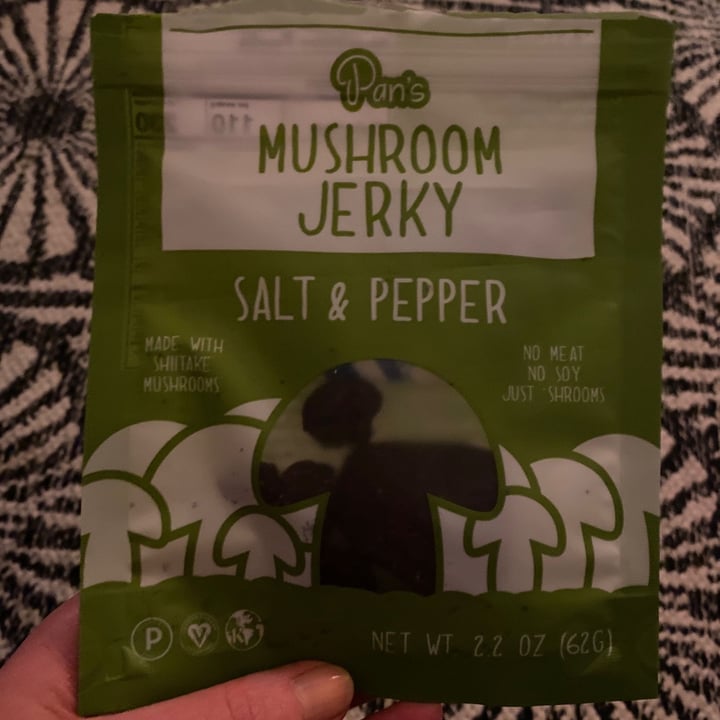 Pan's
MUSHROOM
JERKY
SALT & PEPPER
MADE WITH
SHIITAKE
MUSHROOMS
NO MEAT
NO SOY
JUST 'SHROOMS
P
V
K
NET WT 2.2 OZ (62G)
110